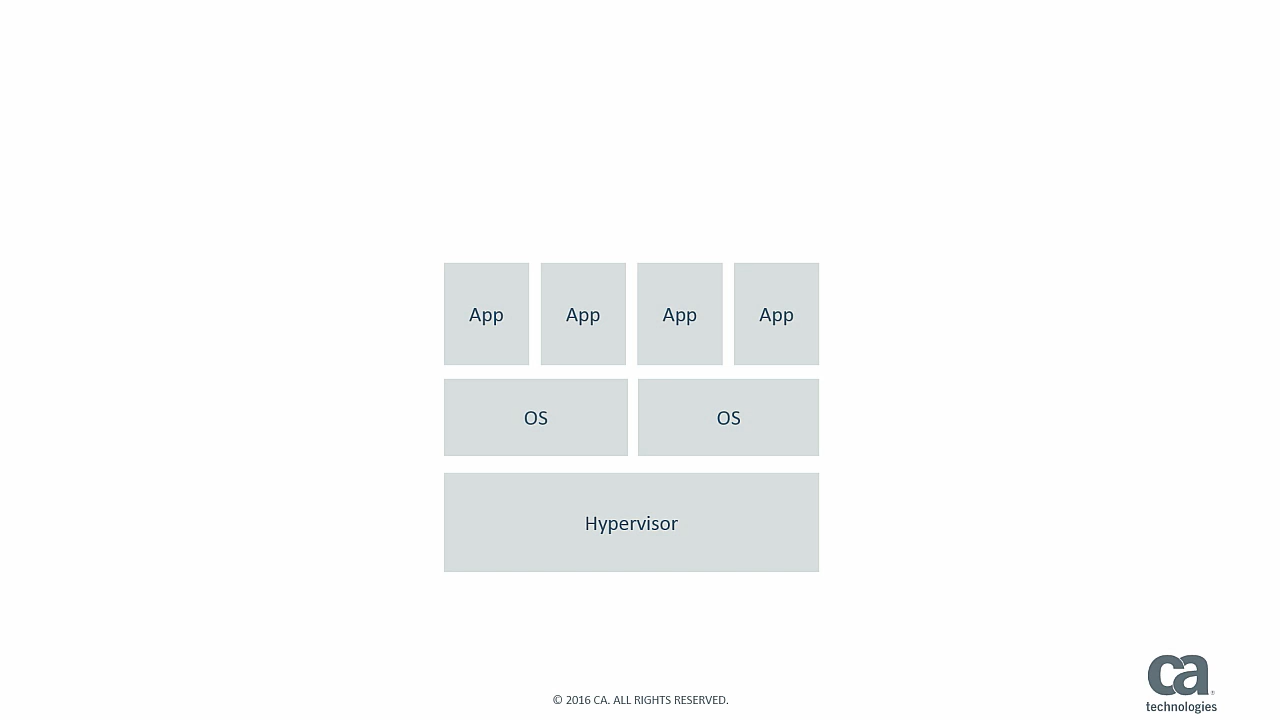 App App App App
OS OS
Hypervisor
© 2016 CA. ALL RIGHTS RESERVED.
ca
technologies